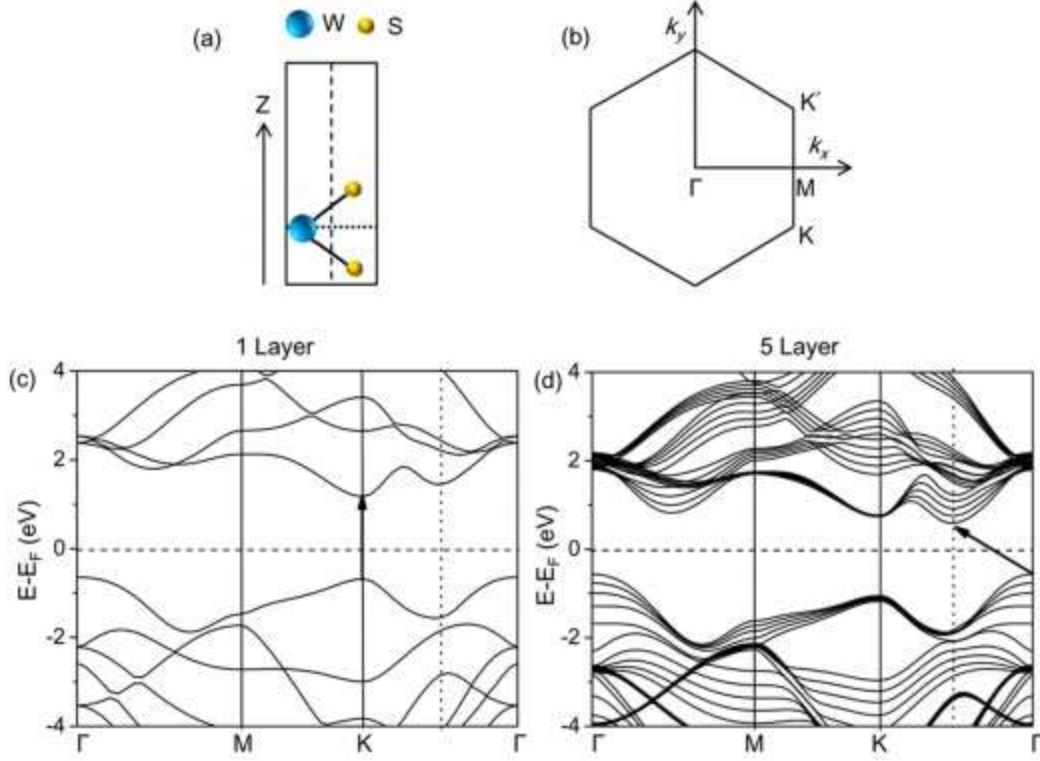 (a) W S
Z
(b) k_y
K′
k_x
Γ M
K
1 Layer
(c)
E-E_F (eV)
4
2
0
-2
-4
Γ M K Γ
5 Layer
(d)
E-E_F (eV)
4
2
0
-2
-4
Γ M K Γ